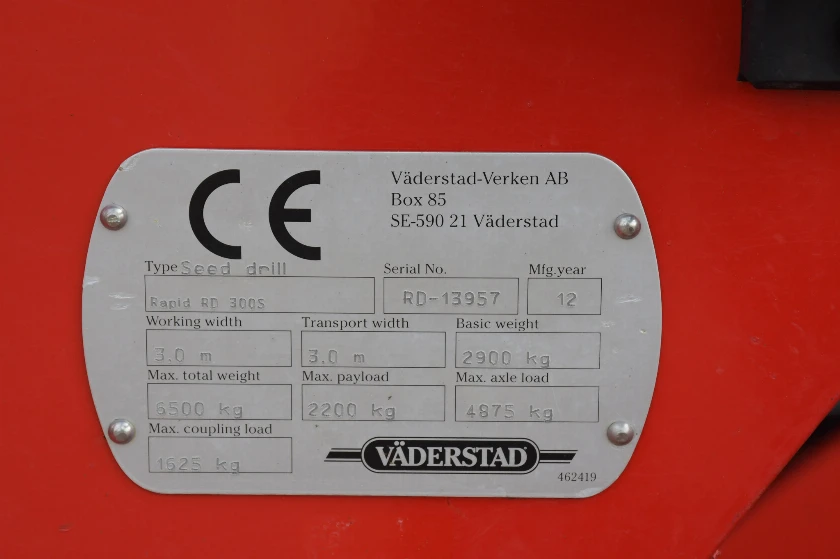 CE
Väderstad-Verken AB
Box 85
SE-590 21 Väderstad
Type Seed drill
Rapid RD 300S
Serial No.
RD-13957
Mfg.year
12
Working width
3.0 m
Transport width
3.0 m
Basic weight
2900 kg
Max. total weight
6500 kg
Max. payload
2200 kg
Max. axle load
4875 kg
Max. coupling load
1625 kg
VÄDERSTAD
462419